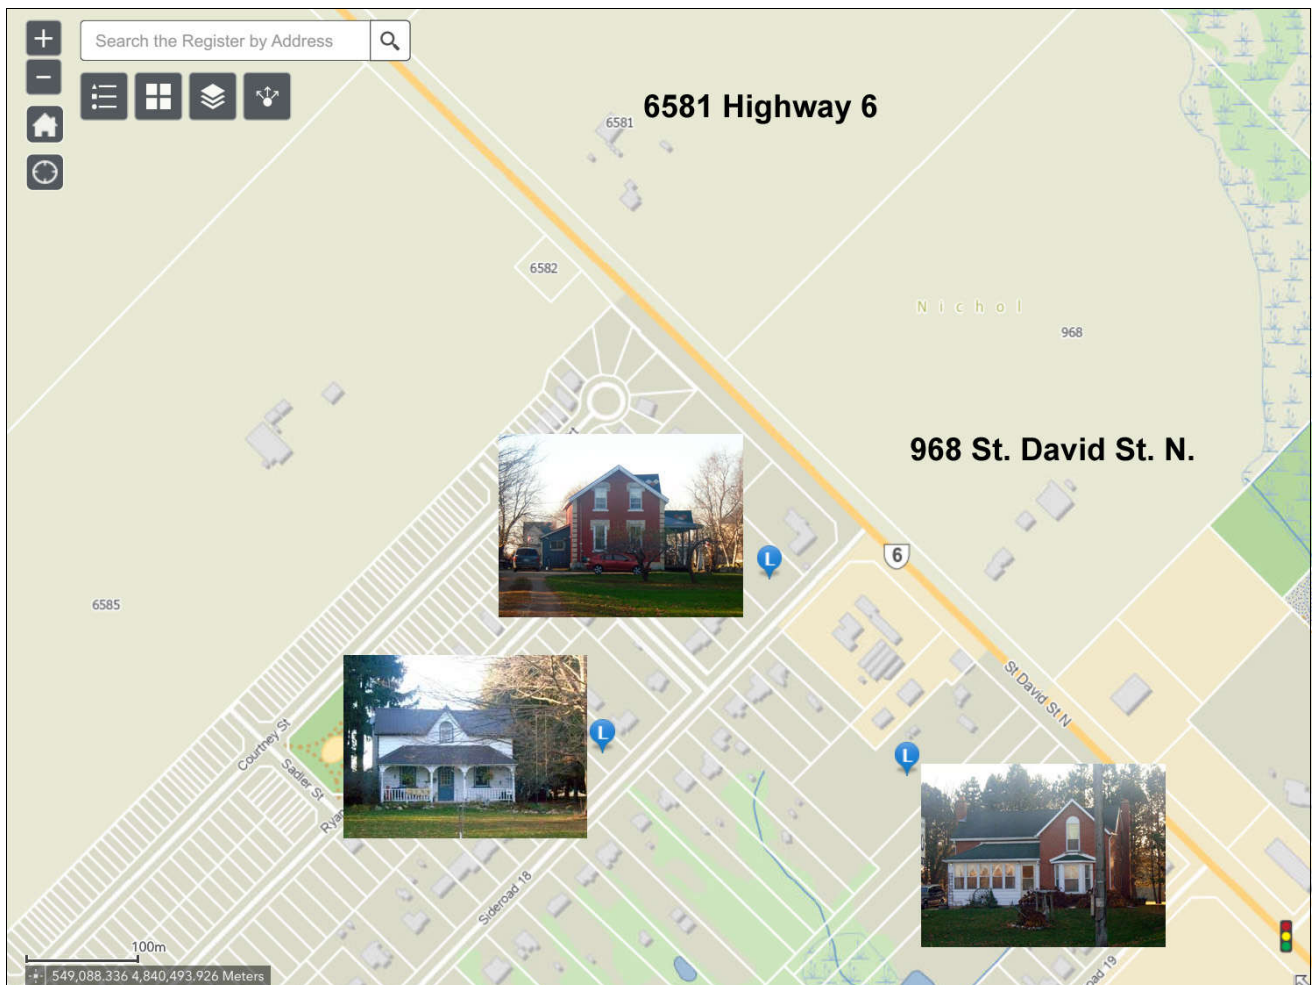 +
Search the Register by Address
−
6581 Highway 6
6581
6582
Nichol
968
968 St. David St. N.
L
6
6585
St David St N
L
L
Courtney St
Sadler St
Sideroad 18
100m
549,088.336 4,840,493.926 Meters